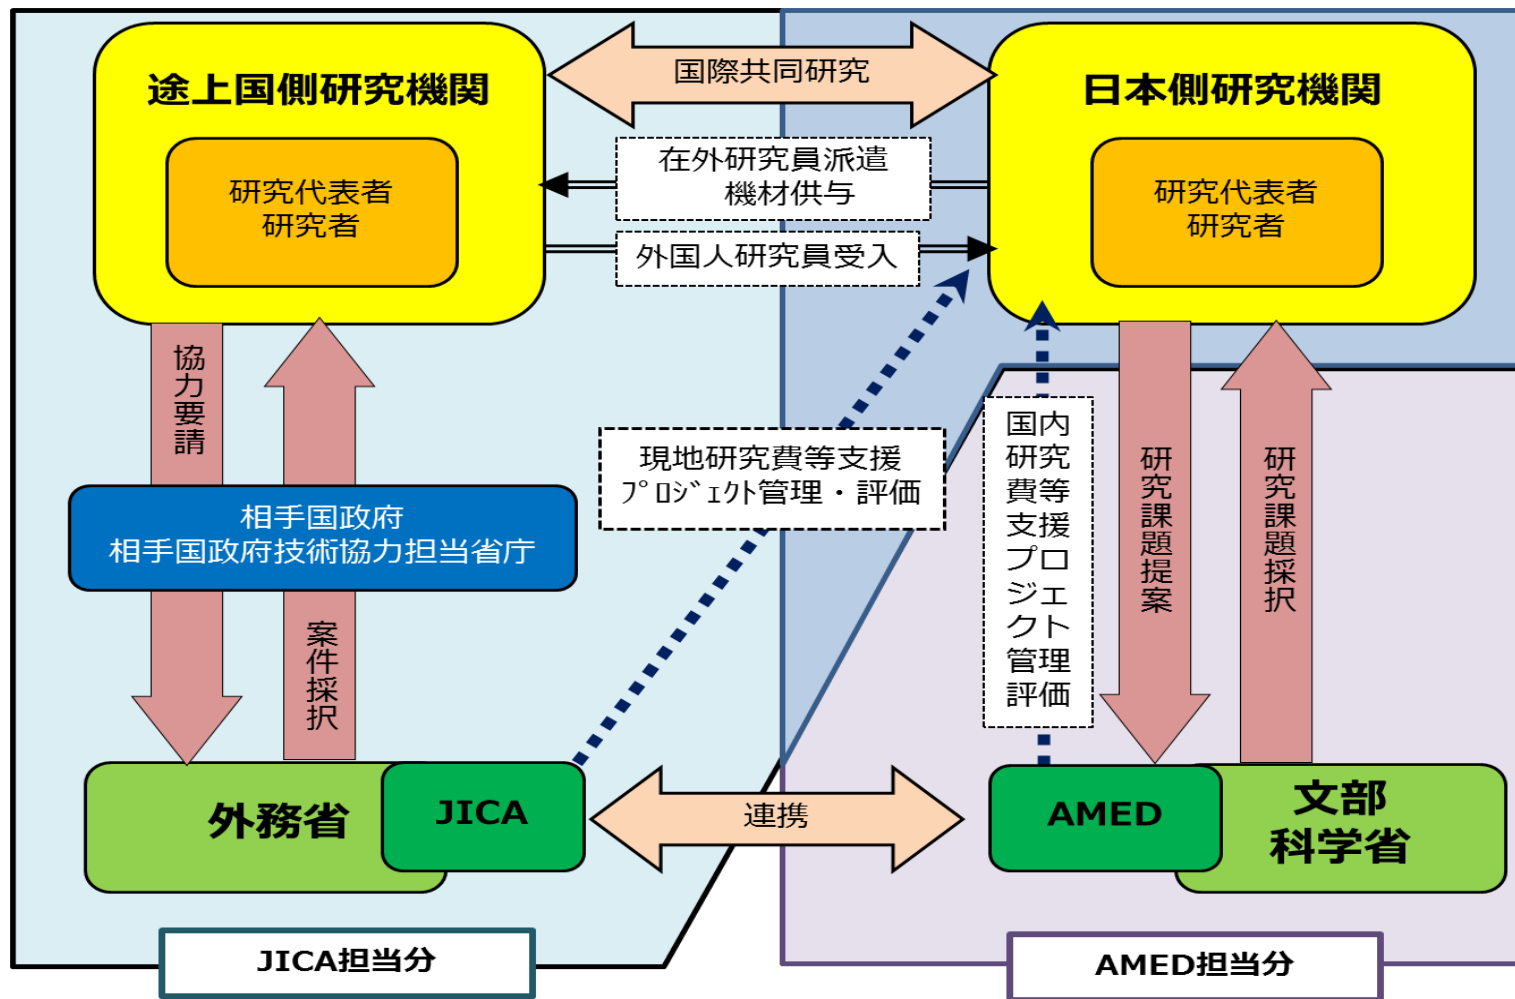 途上国側研究機関
研究代表者
研究者
国際共同研究
在外研究員派遣
機材供与
外国人研究員受入
日本側研究機関
研究代表者
研究者
協力要請
案件採択
相手国政府
相手国政府技術協力担当省庁
現地研究費等支援
ﾌﾟﾛｼﾞｪｸﾄ管理・評価
国内
研究
費等
支援
プロ
ジェ
クト
管理
評価
研究課題提案
研究課題採択
外務省
JICA
連携
AMED
文部
科学省
JICA担当分
AMED担当分